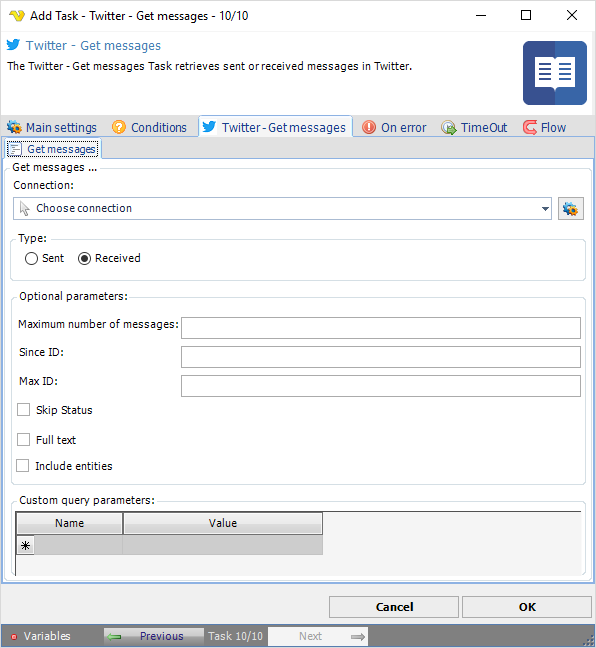 Add Task - Twitter - Get messages - 10/10
Twitter - Get messages
The Twitter - Get messages Task retrieves sent or received messages in Twitter.
Main settings Conditions Twitter - Get messages On error TimeOut Flow
Get messages
Get messages ...
Connection:
Choose connection
Type:
Sent Received
Optional parameters:
Maximum number of messages:
Since ID:
Max ID:
Skip Status
Full text
Include entities
Custom query parameters:
Name Value
Cancel OK
Variables Previous Task 10/10 Next